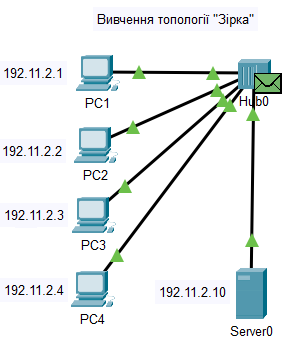 Вивчення топології "Зірка"
192.11.2.1
PC1
Hub0
192.11.2.2
PC2
192.11.2.3
PC3
192.11.2.4
PC4
192.11.2.10
Server0